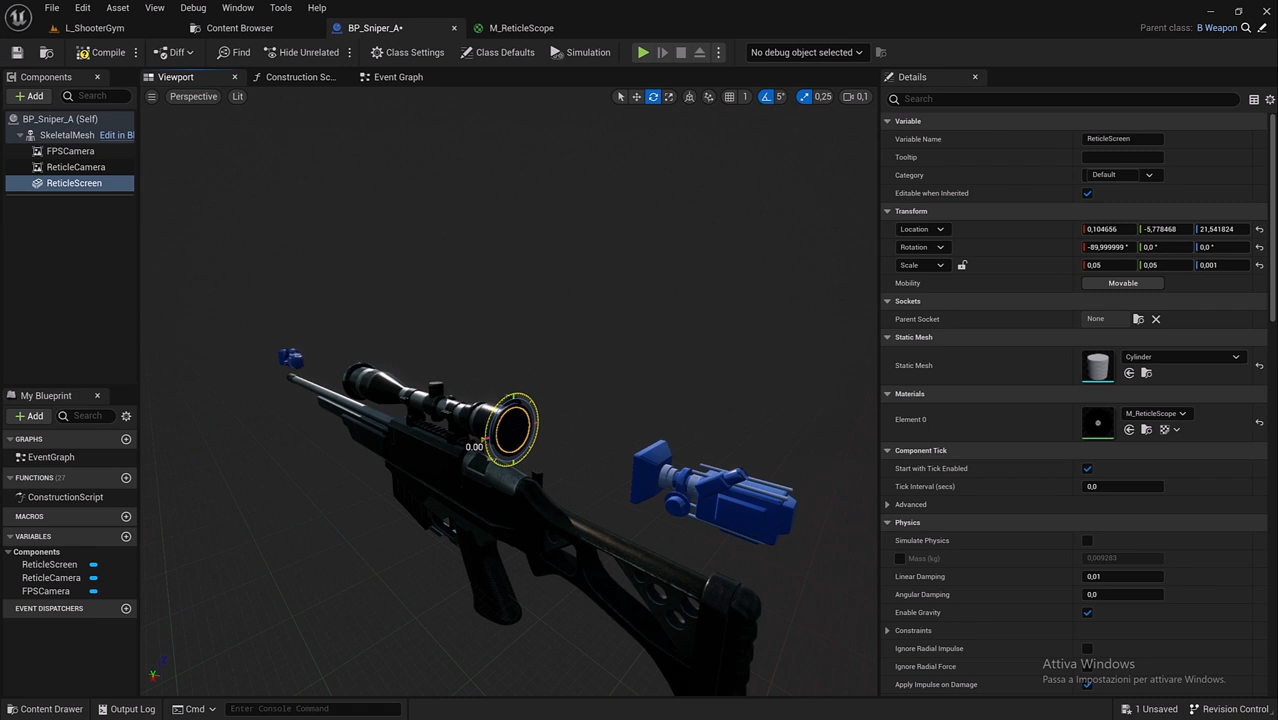 File Edit Asset View Debug Window Tools Help
L_ShooterGym Content Browser BP_Sniper_A• M_ReticleScope Parent class: B Weapon
Compile Diff Find Hide Unrelated Class Settings Class Defaults Simulation No debug object selected
Components Viewport Construction Sc... Event Graph Details
Add Search Perspective Lit 1 5° 0,25 0,1 Search
BP_Sniper_A (Self)
SkeletalMesh Edit in Bl
FPSCamera
ReticleCamera
ReticleScreen
Variable
Variable Name ReticleScreen
Tooltip
Category Default
Editable when Inherited
Transform
Location 0,104656 -5,778468 21,541824
Rotation -89,999999 ° 0,0 ° 0,0 °
Scale 0,05 0,05 0,001
Mobility Movable
Sockets
Parent Socket None
Static Mesh
Static Mesh Cylinder
Materials
Element 0 M_ReticleScope
Component Tick
Start with Tick Enabled
Tick Interval (secs) 0,0
Advanced
Physics
Simulate Physics
Mass (kg) 0,009283
Linear Damping 0,01
Angular Damping 0,0
Enable Gravity
Constraints
Ignore Radial Impulse
Ignore Radial Force
Apply Impulse on Damage
0.00
My Blueprint
Add Search
GRAPHS
EventGraph
FUNCTIONS (27
ConstructionScript
MACROS
VARIABLES
Components
ReticleScreen
ReticleCamera
FPSCamera
EVENT DISPATCHERS
Z
Y
Attiva Windows
Passa a Impostazioni per attivare Windows.
Content Drawer Output Log Cmd Enter Console Command 1 Unsaved Revision Control